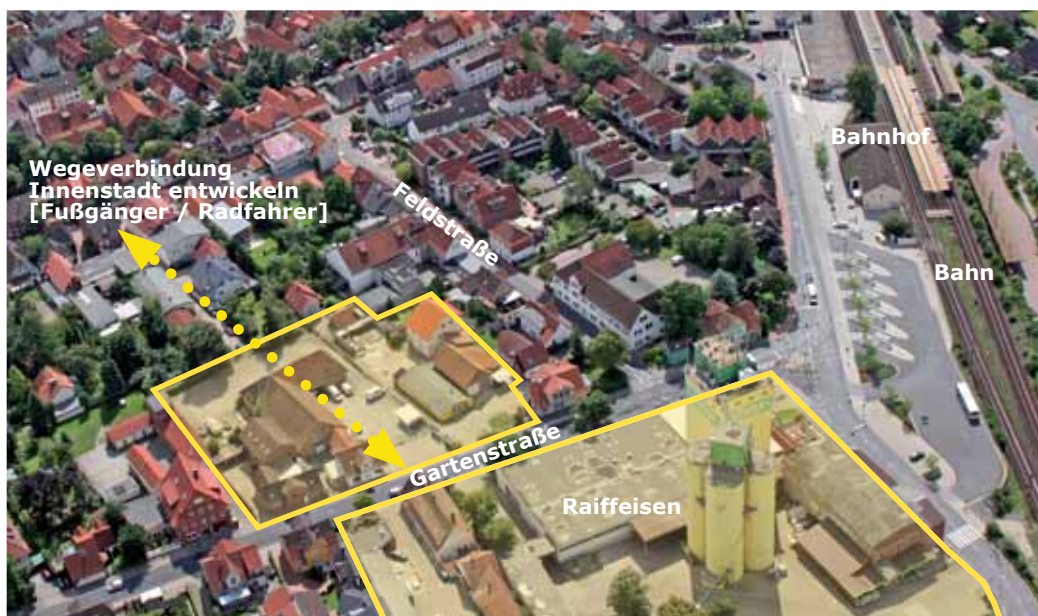 Wegeverbindung
Innenstadt entwickeln
[Fußgänger / Radfahrer]
Feldstraße
Bahnhof
Bahn
Gartenstraße
Raiffeisen